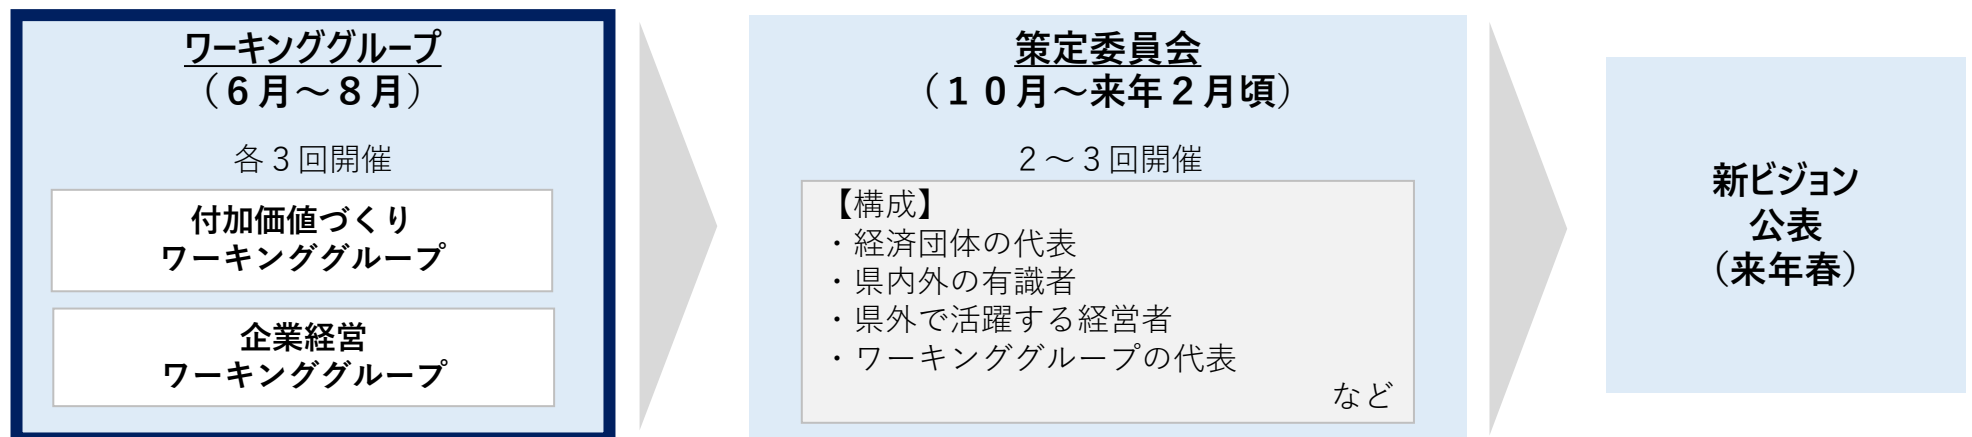 ワーキンググループ
（６月～８月）
各３回開催
付加価値づくり
ワーキンググループ
企業経営
ワーキンググループ
策定委員会
（１０月～来年２月頃）
２～３回開催
【構成】
・経済団体の代表
・県内外の有識者
・県外で活躍する経営者
・ワーキンググループの代表
など
新ビジョン
公表
（来年春）